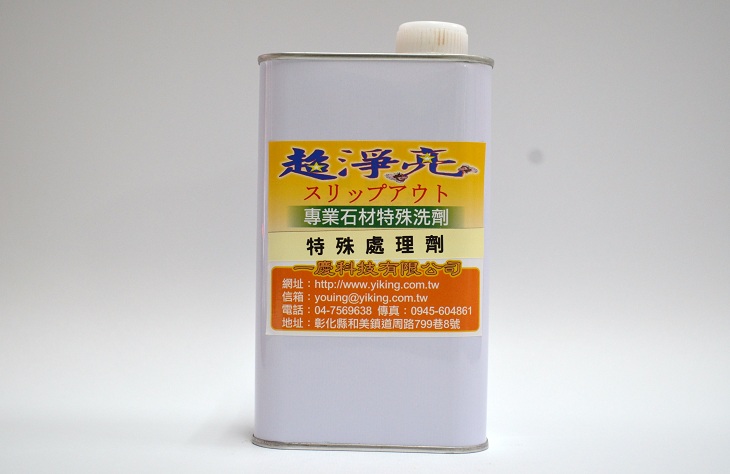 超淨亮
スリップアウト
專業石材特殊洗劑
特殊處理劑
一慶科技有限公司
網址：http://www.yiking.com.tw
信箱：youing@yiking.com.tw
電話：04-7569638 傳真：0945-604861
地址：彰化縣和美鎮道周路799巷8號